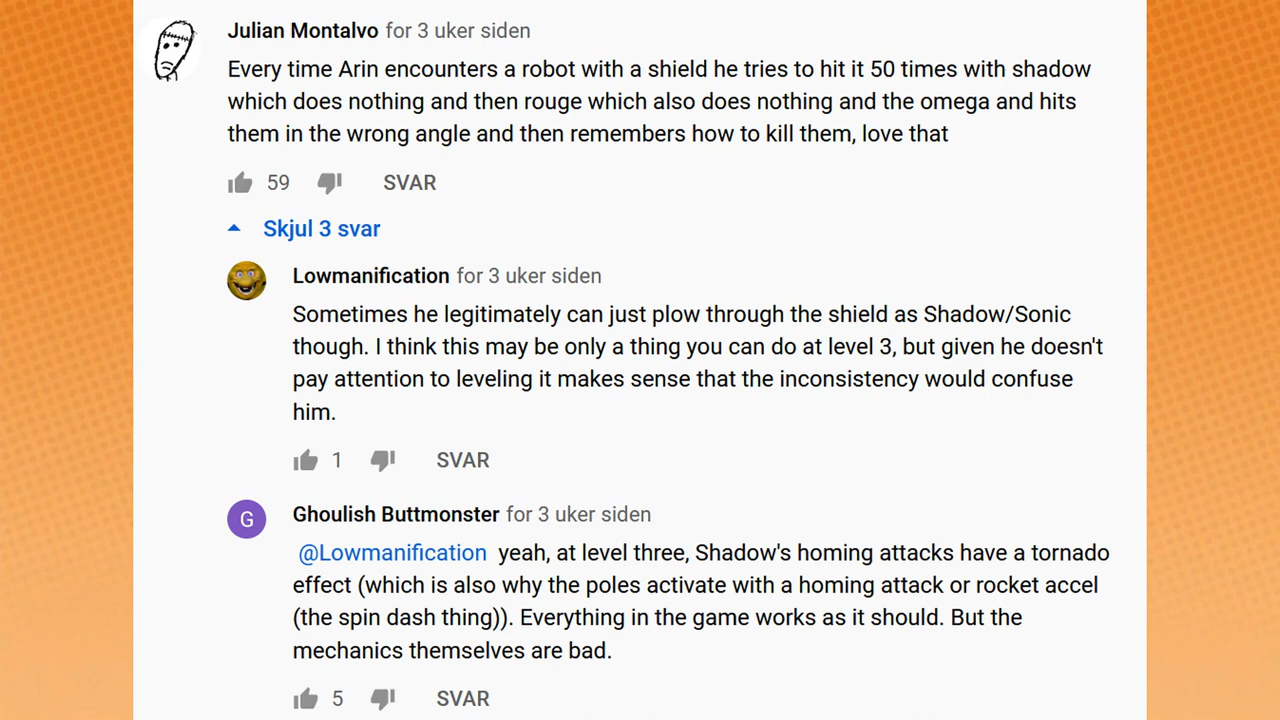 Julian Montalvo for 3 uker siden
Every time Arin encounters a robot with a shield he tries to hit it 50 times with shadow
which does nothing and then rouge which also does nothing and the omega and hits
them in the wrong angle and then remembers how to kill them, love that
59 SVAR
Skjul 3 svar
Lowmanification for 3 uker siden
Sometimes he legitimately can just plow through the shield as Shadow/Sonic
though. I think this may be only a thing you can do at level 3, but given he doesn't
pay attention to leveling it makes sense that the inconsistency would confuse
him.
1 SVAR
G
Ghoulish Buttmonster for 3 uker siden
@Lowmanification yeah, at level three, Shadow's homing attacks have a tornado
effect (which is also why the poles activate with a homing attack or rocket accel
(the spin dash thing)). Everything in the game works as it should. But the
mechanics themselves are bad.
5 SVAR